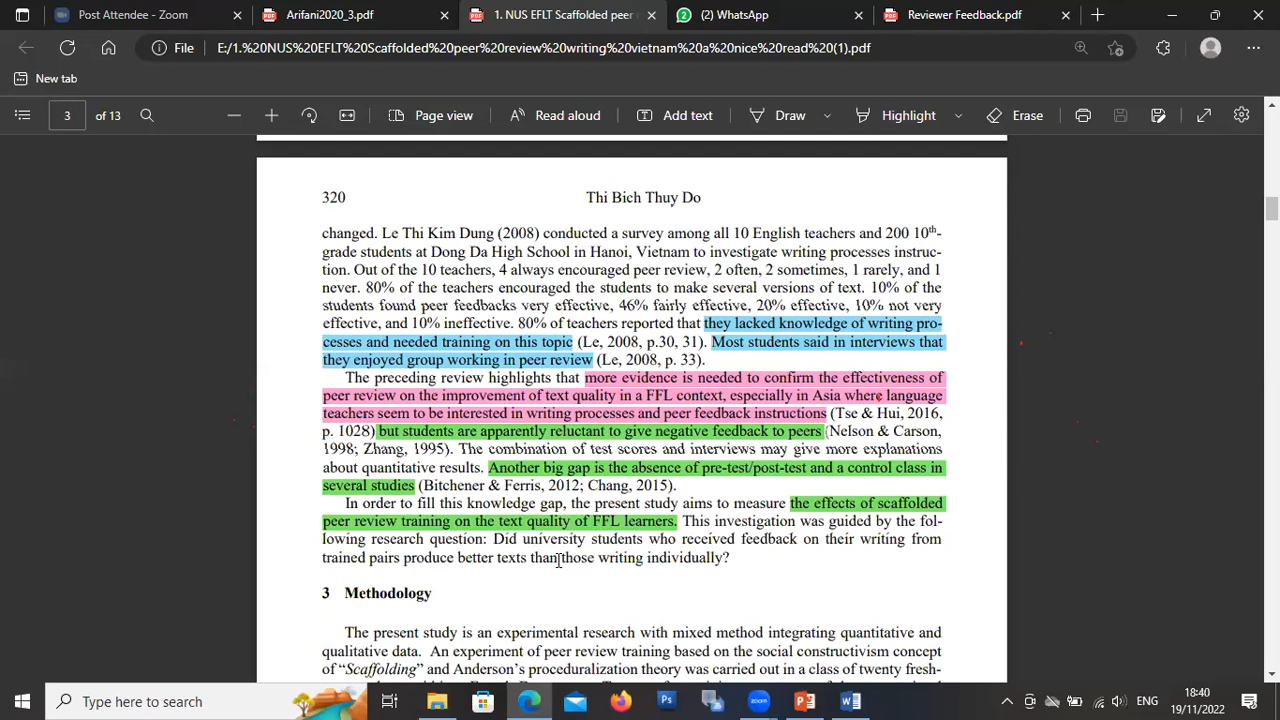 Post Attendee - Zoom
Arifani2020_3.pdf
1. NUS EFLT Scaffolded peer
2
(2) WhatsApp
Reviewer Feedback.pdf
File
E:/1.%20NUS%20EFLT%20Scaffolded%20peer%20review%20writing%20vietnam%20a%20nice%20read%20(1).pdf
New tab
3 of 13
Page view
Read aloud
Add text
Draw
Highlight
Erase
320 Thi Bich Thuy Do
changed. Le Thi Kim Dung (2008) conducted a survey among all 10 English teachers and 200 10th-
grade students at Dong Da High School in Hanoi, Vietnam to investigate writing processes instruc-
tion. Out of the 10 teachers, 4 always encouraged peer review, 2 often, 2 sometimes, 1 rarely, and 1
never. 80% of the teachers encouraged the students to make several versions of text. 10% of the
students found peer feedbacks very effective, 46% fairly effective, 20% effective, 10% not very
effective, and 10% ineffective. 80% of teachers reported that they lacked knowledge of writing pro-
cesses and needed training on this topic (Le, 2008, p.30, 31). Most students said in interviews that
they enjoyed group working in peer review (Le, 2008, p. 33).
The preceding review highlights that more evidence is needed to confirm the effectiveness of
peer review on the improvement of text quality in a FFL context, especially in Asia where language
teachers seem to be interested in writing processes and peer feedback instructions (Tse & Hui, 2016,
p. 1028) but students are apparently reluctant to give negative feedback to peers (Nelson & Carson,
1998; Zhang, 1995). The combination of test scores and interviews may give more explanations
about quantitative results. Another big gap is the absence of pre-test/post-test and a control class in
several studies (Bitchener & Ferris, 2012; Chang, 2015).
In order to fill this knowledge gap, the present study aims to measure the effects of scaffolded
peer review training on the text quality of FFL learners. This investigation was guided by the fol-
lowing research question: Did university students who received feedback on their writing from
trained pairs produce better texts than those writing individually?
3 Methodology
The present study is an experimental research with mixed method integrating quantitative and
qualitative data. An experiment of peer review training based on the social constructivism concept
of “Scaffolding” and Anderson’s proceduralization theory was carried out in a class of twenty fresh-
Type here to search
ENG
8:40
19/11/2022